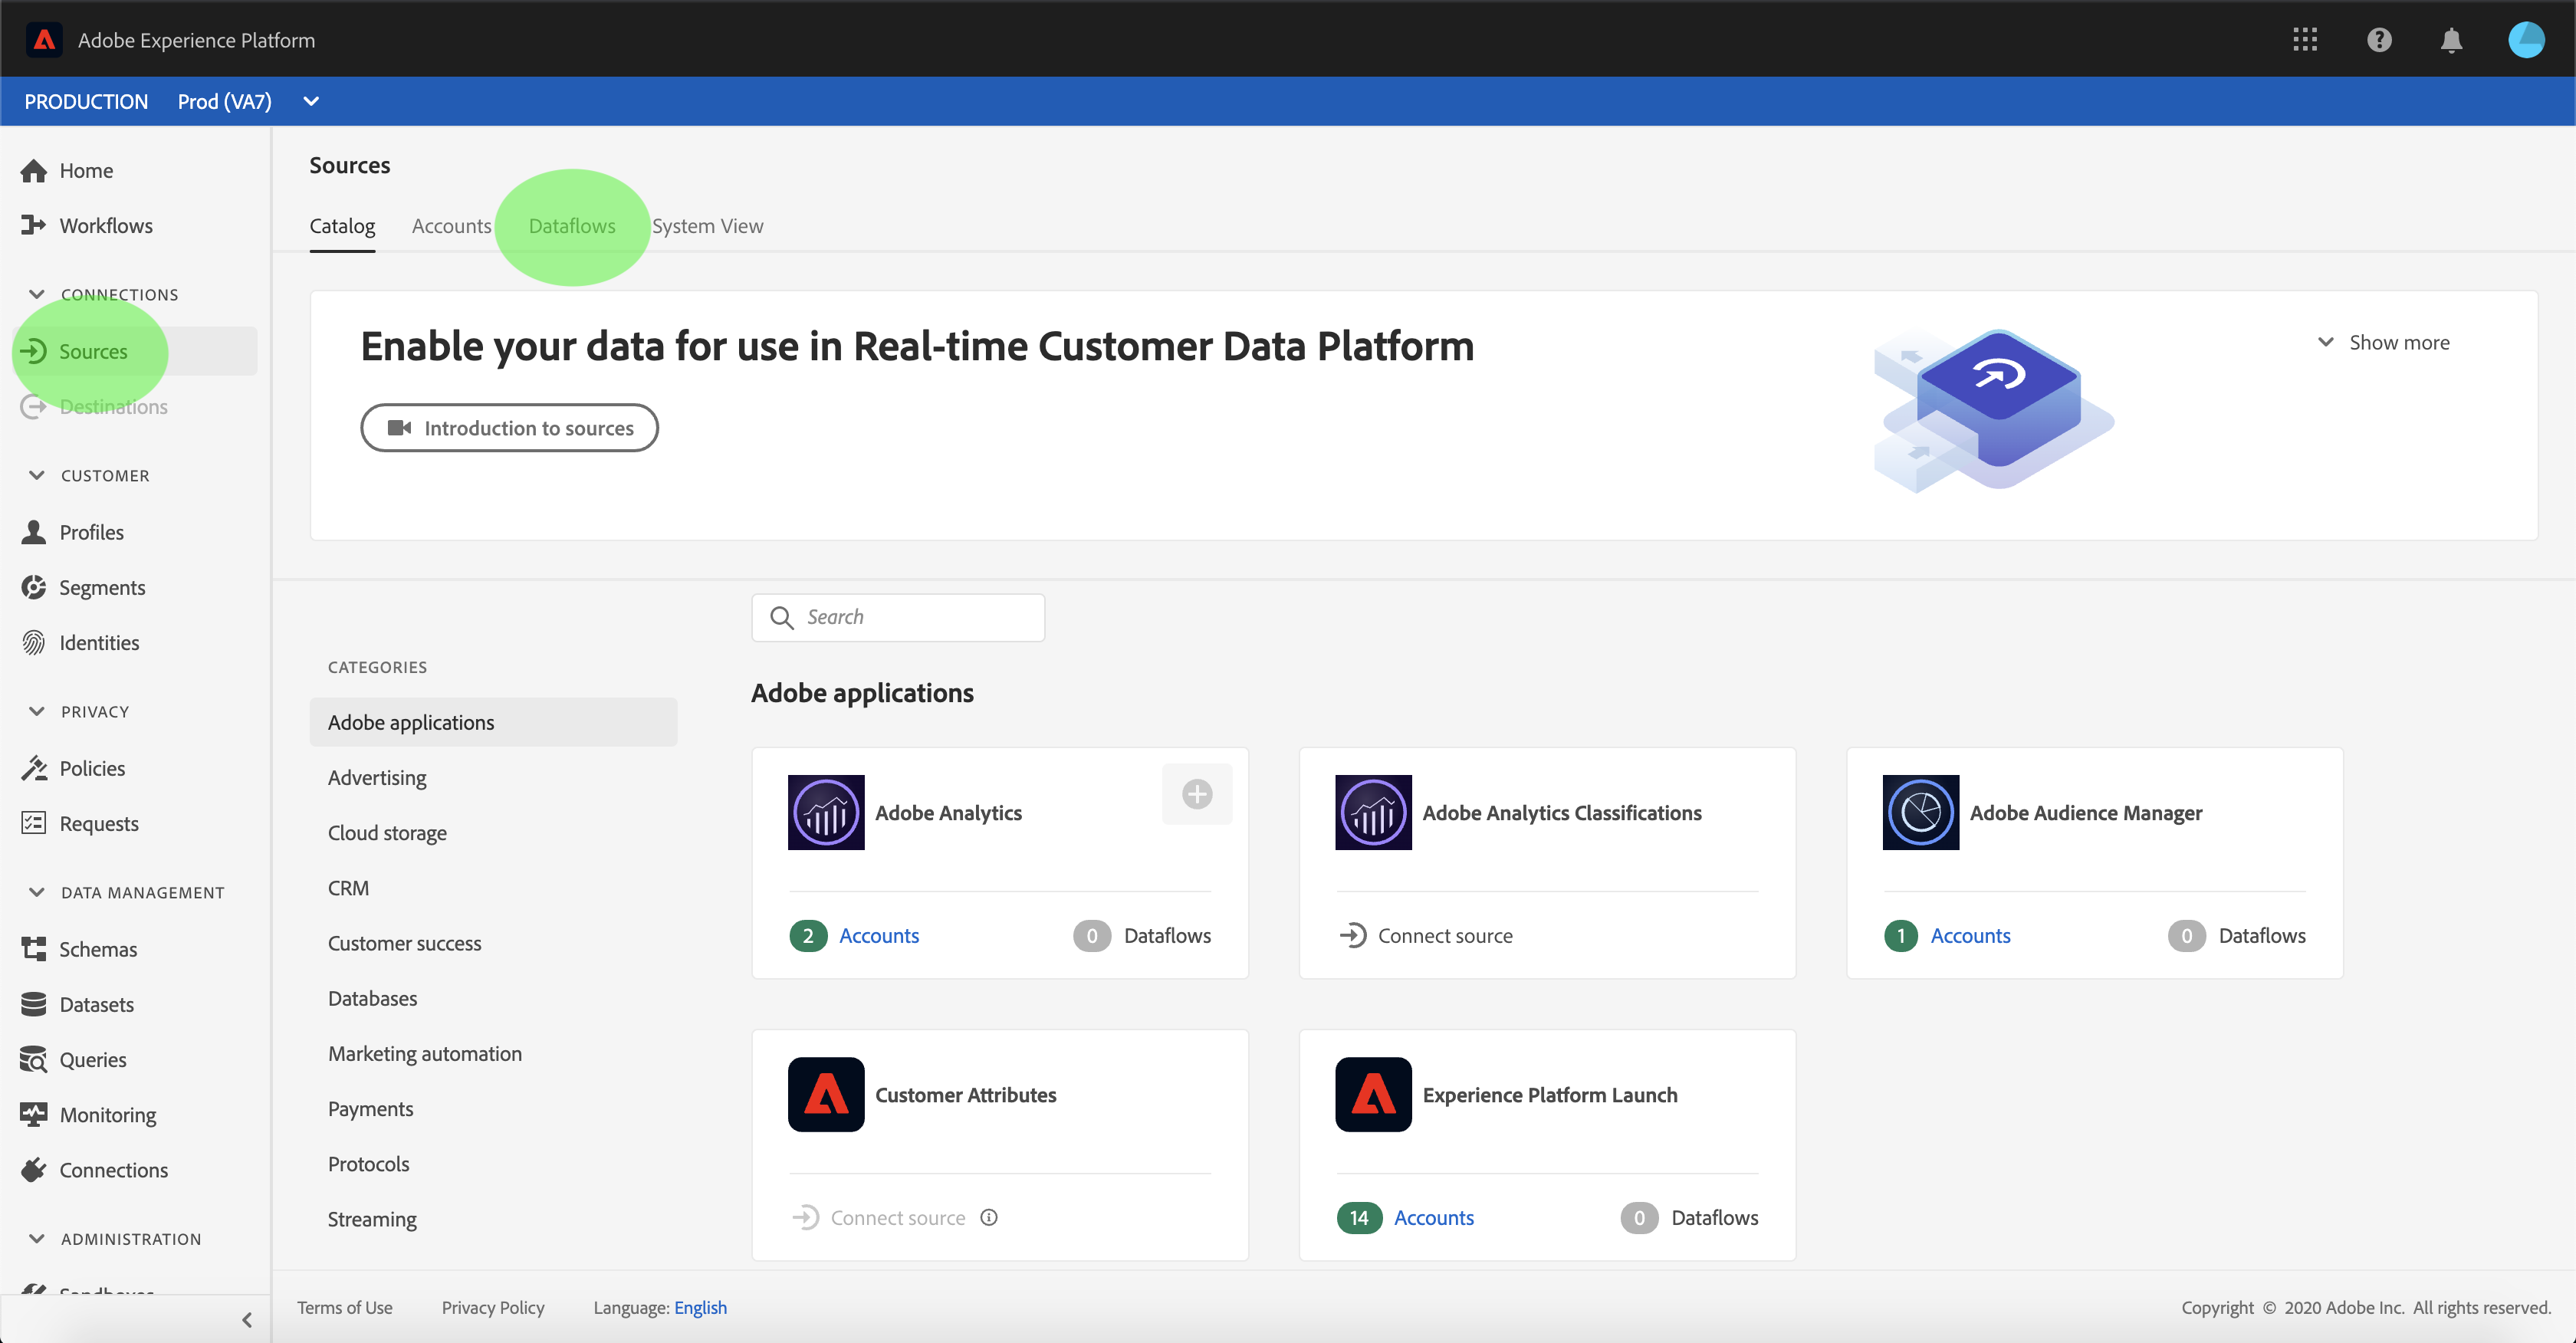 Adobe Experience Platform
PRODUCTION Prod (VA7)
Home
Workflows
CONNECTIONS
Sources
Destinations
CUSTOMER
Profiles
Segments
Identities
PRIVACY
Policies
Requests
DATA MANAGEMENT
Schemas
Datasets
Queries
Monitoring
Connections
ADMINISTRATION
Sandboxes
Sources
Catalog Accounts Dataflows System View
Enable your data for use in Real-time Customer Data Platform
Show more
Introduction to sources
Search
CATEGORIES
Adobe applications
Advertising
Cloud storage
CRM
Customer success
Databases
Marketing automation
Payments
Protocols
Streaming
Adobe applications
Adobe Analytics
2 Accounts 0 Dataflows
Adobe Analytics Classifications
Connect source
Adobe Audience Manager
1 Accounts 0 Dataflows
Customer Attributes
Connect source
Experience Platform Launch
14 Accounts 0 Dataflows
Terms of Use Privacy Policy Language: English
Copyright © 2020 Adobe Inc. All rights reserved.